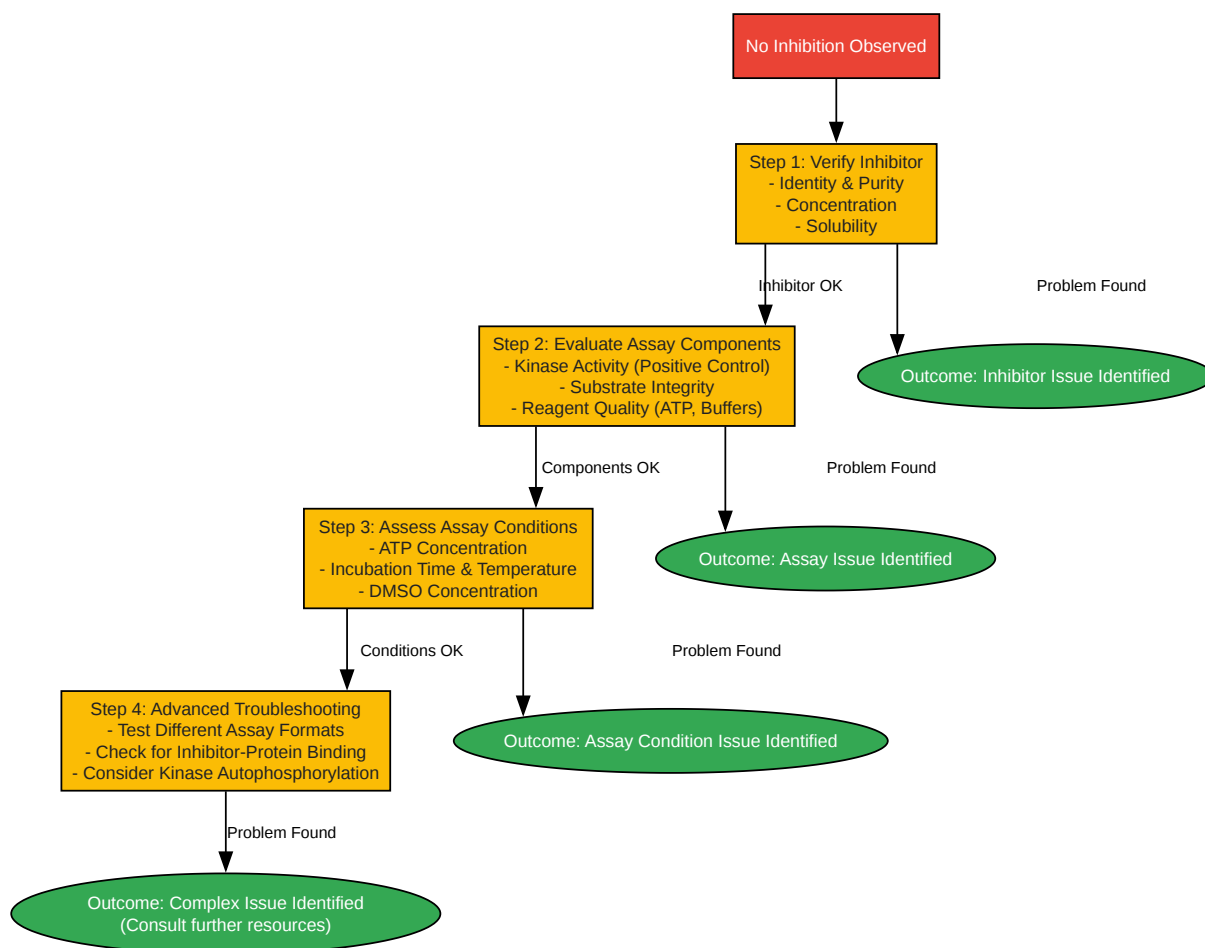 No Inhibition Observed
Step 1: Verify Inhibitor
- Identity & Purity
- Concentration
- Solubility
Inhibitor OK
Problem Found
Step 2: Evaluate Assay Components
- Kinase Activity (Positive Control)
- Substrate Integrity
- Reagent Quality (ATP, Buffers)
Outcome: Inhibitor Issue Identified
Components OK
Problem Found
Step 3: Assess Assay Conditions
- ATP Concentration
- Incubation Time & Temperature
- DMSO Concentration
Outcome: Assay Issue Identified
Conditions OK
Problem Found
Step 4: Advanced Troubleshooting
- Test Different Assay Formats
- Check for Inhibitor-Protein Binding
- Consider Kinase Autophosphorylation
Outcome: Assay Condition Issue Identified
Problem Found
Outcome: Complex Issue Identified
(Consult further resources)